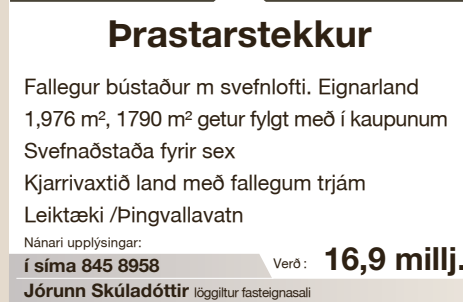 Þrastarstekkur
Fallegur bústaður m svefnlofti. Eignarland
1,976 m², 1790 m² getur fylgt með í kaupunum
Svefnaðstaða fyrir sex
Kjarrivaxtið land með fallegum trjám
Leiktæki /Þingvallavatn
Nánari upplýsingar:
í síma 845 8958
Verð: 16,9 millj.
Jórunn Skúladóttir löggiltur fasteignasali